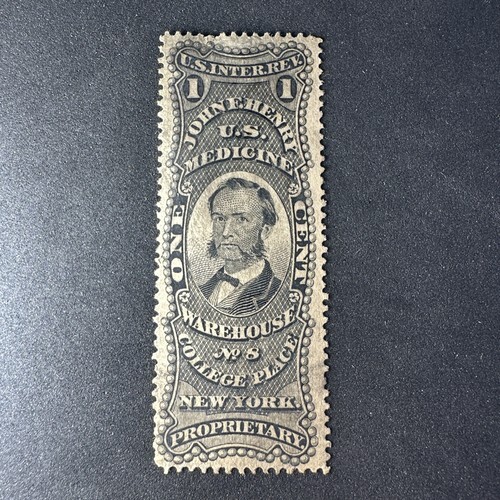 U.S. INTER. REV.
1 1
JOHN F. HENRY
U.S.
MEDICINE
ONE CENT
WAREHOUSE
No 8
COLLEGE PLACE
NEW YORK
PROPRIETARY.